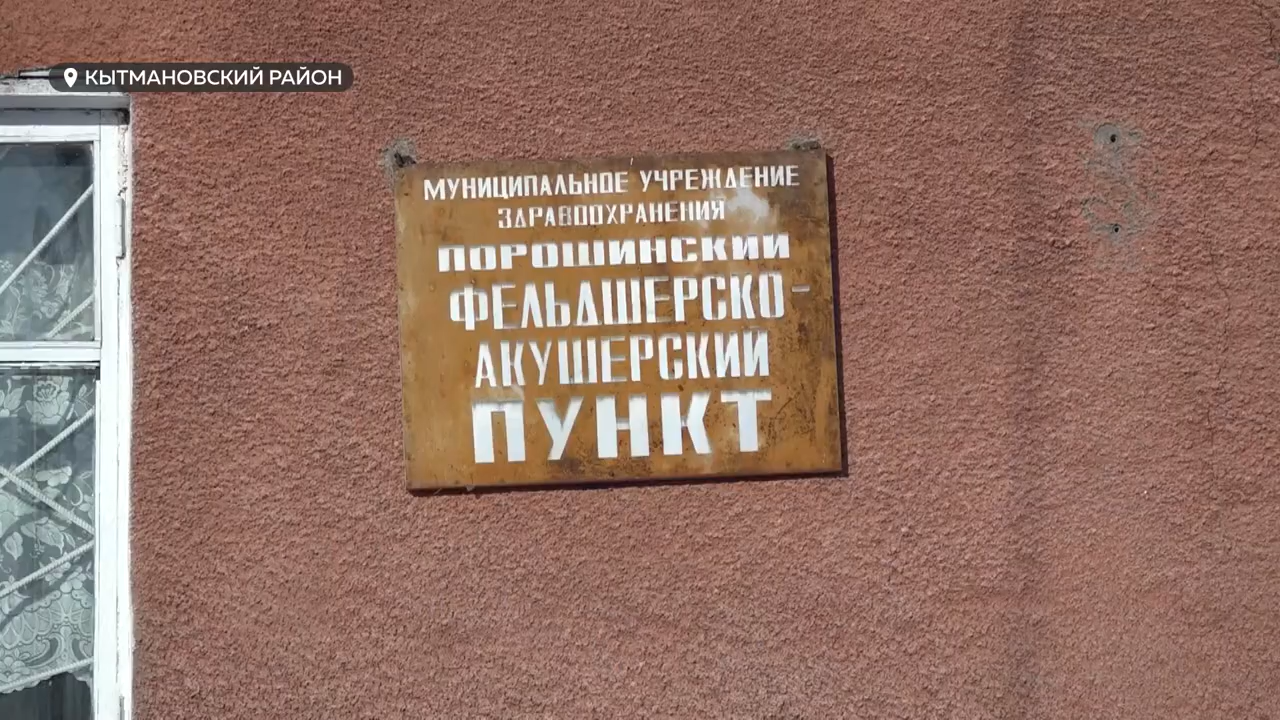 КЫТМАНОВСКИЙ РАЙОН
МУНИЦИПАЛЬНОЕ УЧРЕЖДЕНИЕ
ЗДРАВООХРАНЕНИЯ
ПОРОШИНСКИЙ
ФЕЛЬДШЕРСКО-
АКУШЕРСКИЙ
ПУНКТ